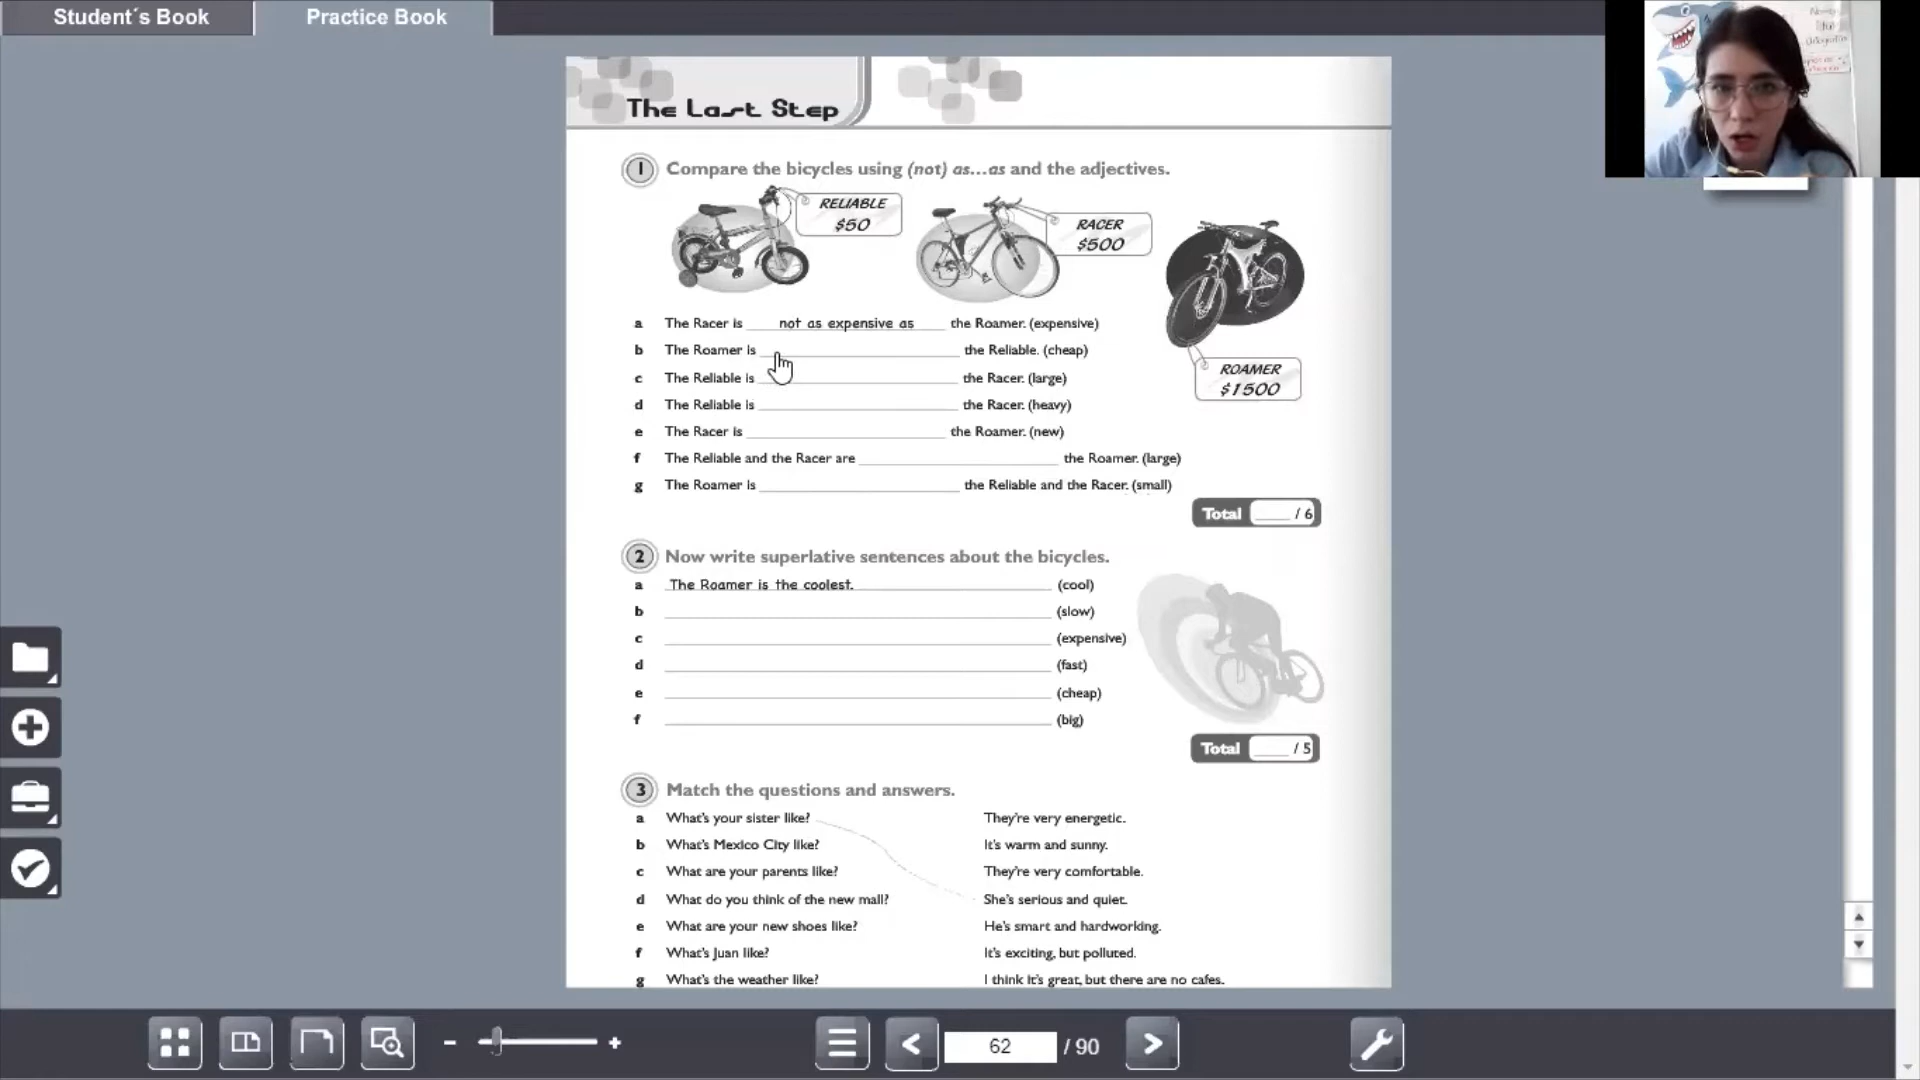 Student´s Book
Practice Book
The Last Step
1 Compare the bicycles using (not) as...as and the adjectives.
RELIABLE
$50
RACER
$500
ROAMER
$1500
a The Racer is not as expensive as the Roamer. (expensive)
b The Roamer is the Reliable. (cheap)
c The Reliable is the Racer. (large)
d The Reliable is the Racer. (heavy)
e The Racer is the Roamer. (new)
f The Reliable and the Racer are the Roamer. (large)
g The Roamer is the Reliable and the Racer. (small)
Total / 6
2 Now write superlative sentences about the bicycles.
a The Roamer is the coolest. (cool)
b (slow)
c (expensive)
d (fast)
e (cheap)
f (big)
Total / 5
3 Match the questions and answers.
a What's your sister like? They're very energetic.
b What's Mexico City like? It's warm and sunny.
c What are your parents like? They're very comfortable.
d What do you think of the new mall? She's serious and quiet.
e What are your new shoes like? He's smart and hardworking.
f What's Juan like? It's exciting, but polluted.
g What's the weather like? I think it's great, but there are no cafes.
62 / 90